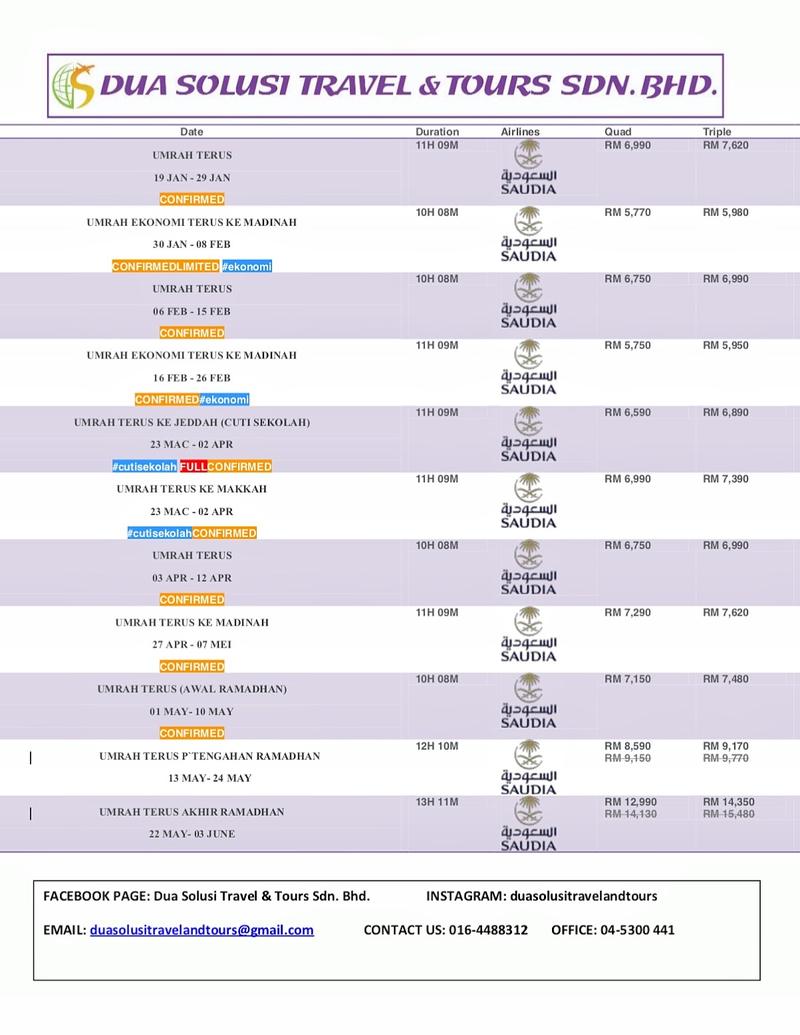 DUA SOLUSI TRAVEL & TOURS SDN. BHD.
Date Duration Airlines Quad Triple
UMRAH TERUS 11H 09M RM 6,990 RM 7,620
19 JAN - 29 JAN السعودية
CONFIRMED SAUDIA
UMRAH EKONOMI TERUS KE MADINAH 10H 08M RM 5,770 RM 5,980
30 JAN - 08 FEB السعودية
CONFIRMEDLIMITED #ekonomi SAUDIA
UMRAH TERUS 10H 08M RM 6,750 RM 6,990
06 FEB - 15 FEB السعودية
CONFIRMED SAUDIA
UMRAH EKONOMI TERUS KE MADINAH 11H 09M RM 5,750 RM 5,950
16 FEB - 26 FEB السعودية
CONFIRMED#ekonomi SAUDIA
UMRAH TERUS KE JEDDAH (CUTI SEKOLAH) 11H 09M RM 6,590 RM 6,890
23 MAC - 02 APR السعودية
#cutisekolah FULLCONFIRMED SAUDIA
UMRAH TERUS KE MAKKAH 11H 09M RM 6,990 RM 7,390
23 MAC - 02 APR السعودية
#cutisekolahCONFIRMED SAUDIA
UMRAH TERUS 10H 08M RM 6,750 RM 6,990
03 APR - 12 APR السعودية
CONFIRMED SAUDIA
UMRAH TERUS KE MADINAH 11H 09M RM 7,290 RM 7,620
27 APR - 07 MEI السعودية
CONFIRMED SAUDIA
UMRAH TERUS (AWAL RAMADHAN) 10H 08M RM 7,150 RM 7,480
01 MAY- 10 MAY السعودية
CONFIRMED SAUDIA
UMRAH TERUS P`TENGAHAN RAMADHAN 12H 10M RM 8,590 RM 9,170
RM 9,150 RM 9,770
13 MAY- 24 MAY السعودية
SAUDIA
UMRAH TERUS AKHIR RAMADHAN 13H 11M RM 12,990 RM 14,350
RM 14,130 RM 15,480
22 MAY- 03 JUNE السعودية
SAUDIA
FACEBOOK PAGE: Dua Solusi Travel & Tours Sdn. Bhd. INSTAGRAM: duasolusitravelandtours
EMAIL: duasolusitravelandtours@gmail.com CONTACT US: 016-4488312 OFFICE: 04-5300 441